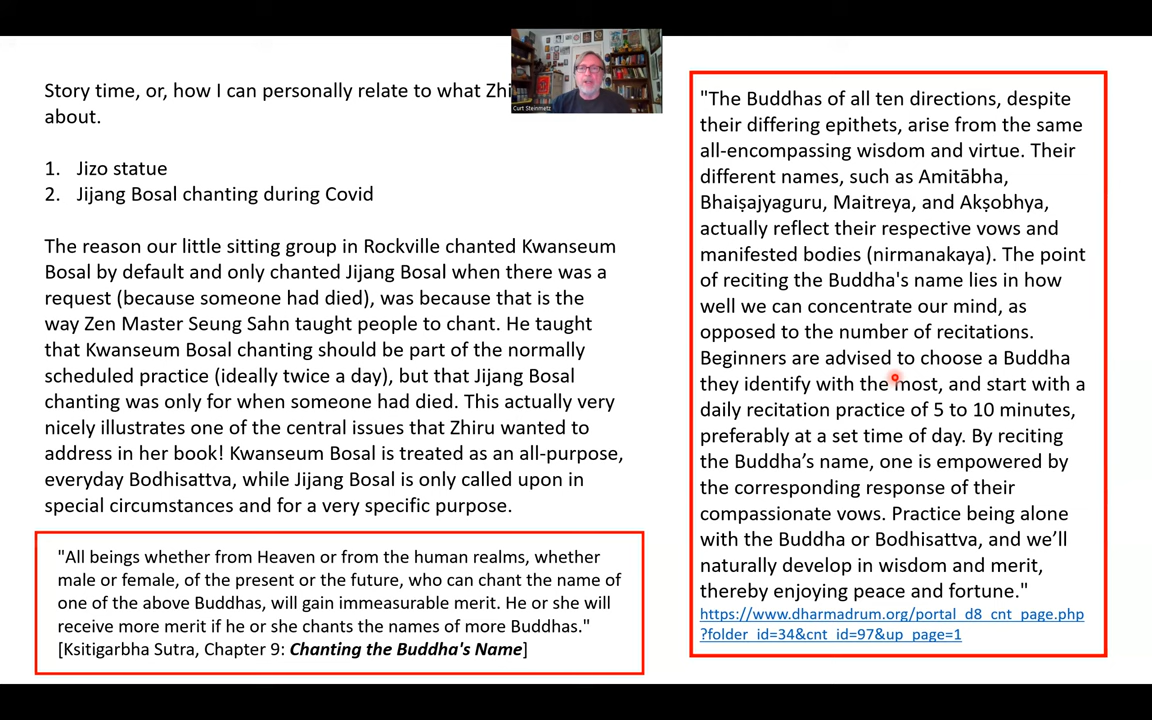 Story time, or, how I can personally relate to what
about.
1. Jizo statue
2. Jijang Bosal chanting during Covid
The reason our little sitting group in Rockville chanted Kwanseum
Bosal by default and only chanted Jijang Bosal when there was a
request (because someone had died), was because that is the
way Zen Master Seung Sahn taught people to chant. He taught
that Kwanseum Bosal chanting should be part of the normally
scheduled practice (ideally twice a day), but that Jijang Bosal
chanting was only for when someone had died. This actually very
nicely illustrates one of the central issues that Zhiru wanted to
address in her book! Kwanseum Bosal is treated as an all-purpose,
everyday Bodhisattva, while Jijang Bosal is only called upon in
special circumstances and for a very specific purpose.
"All beings whether from Heaven or from the human realms, whether
male or female, of the present or the future, who can chant the name of
one of the above Buddhas, will gain immeasurable merit. He or she will
receive more merit if he or she chants the names of more Buddhas."
[Ksitigarbha Sutra, Chapter 9: Chanting the Buddha's Name]
Curt Steinmetz
"The Buddhas of all ten directions, despite
their differing epithets, arise from the same
all-encompassing wisdom and virtue. Their
different names, such as Amitābha,
Bhaiṣajyaguru, Maitreya, and Akṣobhya,
actually reflect their respective vows and
manifested bodies (nirmanakaya). The point
of reciting the Buddha's name lies in how
well we can concentrate our mind, as
opposed to the number of recitations.
Beginners are advised to choose a Buddha
they identify with the most, and start with a
daily recitation practice of 5 to 10 minutes,
preferably at a set time of day. By reciting
the Buddha’s name, one is empowered by
the corresponding response of their
compassionate vows. Practice being alone
with the Buddha or Bodhisattva, and we’ll
naturally develop in wisdom and merit,
thereby enjoying peace and fortune."
https://www.dharmadrum.org/portal_d8_cnt_page.php
?folder_id=34&cnt_id=97&up_page=1